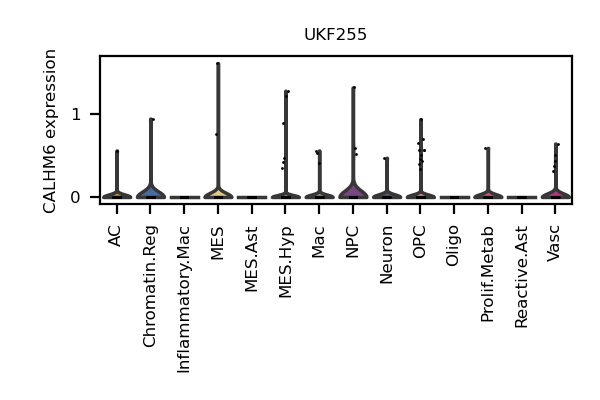 UKF255
CALHM6 expression
1
0
AC
Chromatin.Reg
Inflammatory.Mac
MES
MES.Ast
MES.Hyp
Mac
NPC
Neuron
OPC
Oligo
Prolif.Metab
Reactive.Ast
Vasc